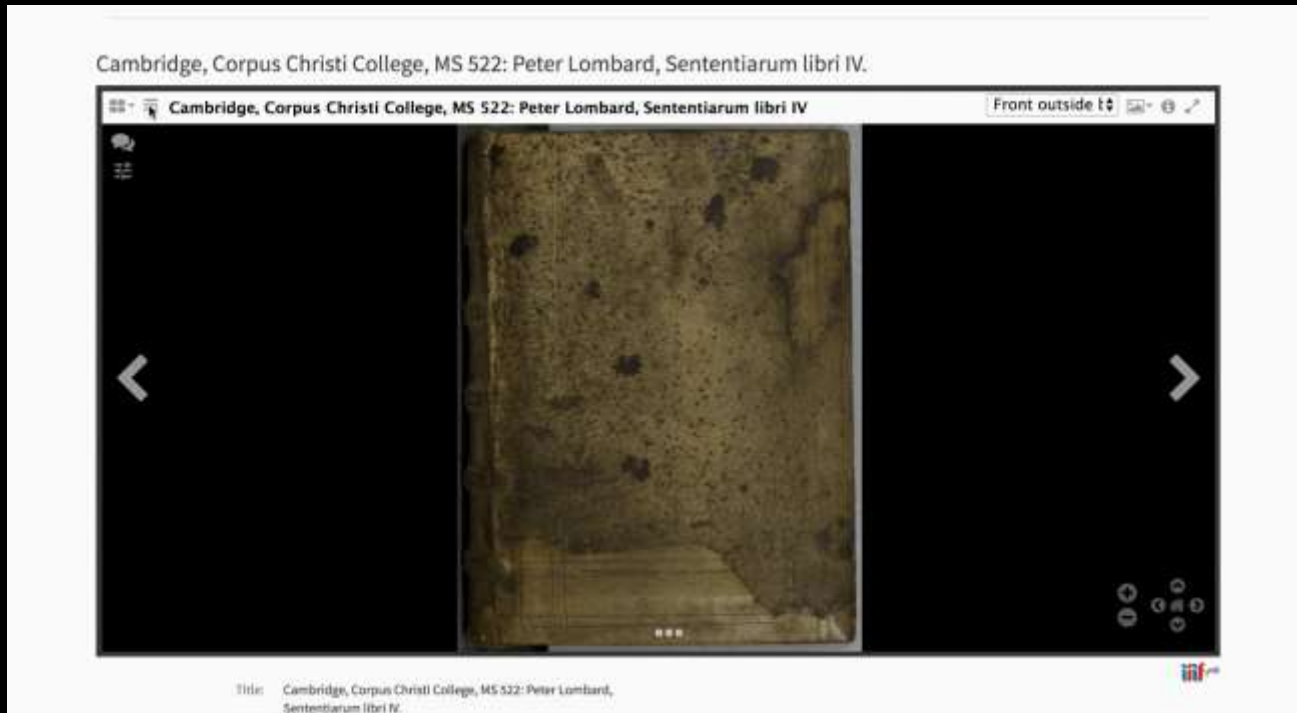 Cambridge, Corpus Christi College, MS 522: Peter Lombard, Sententiarum libri IV.
Cambridge, Corpus Christi College, MS 522: Peter Lombard, Sententiarum libri IV
Front outside
iiif
Title: Cambridge, Corpus Christi College, MS 522: Peter Lombard,
Sententiarum libri IV.